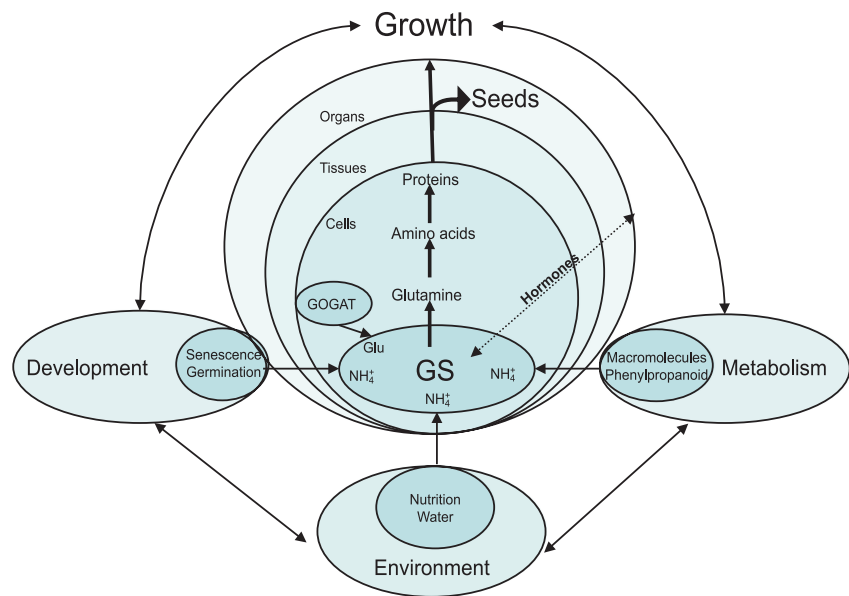 Growth
Seeds
Organs
Tissues
Proteins
Cells
Amino acids
Hormones
GOGAT
Glutamine
Glu
GS
NH₄⁺
NH₄⁺
NH₄⁺
Development
Senescence
Germination
Macromolecules
Phenylpropanoid
Metabolism
Nutrition
Water
Environment